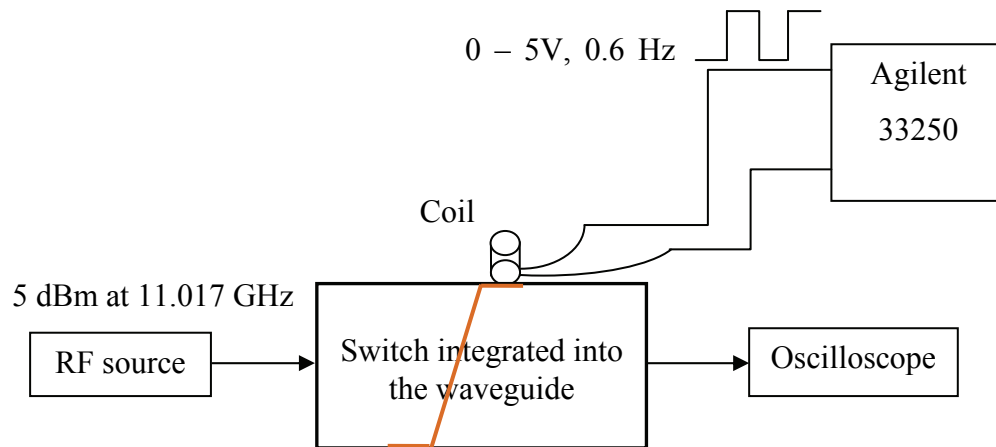 0 – 5V, 0.6 Hz
Agilent
33250
Coil
5 dBm at 11.017 GHz
RF source
Switch integrated into
the waveguide
Oscilloscope